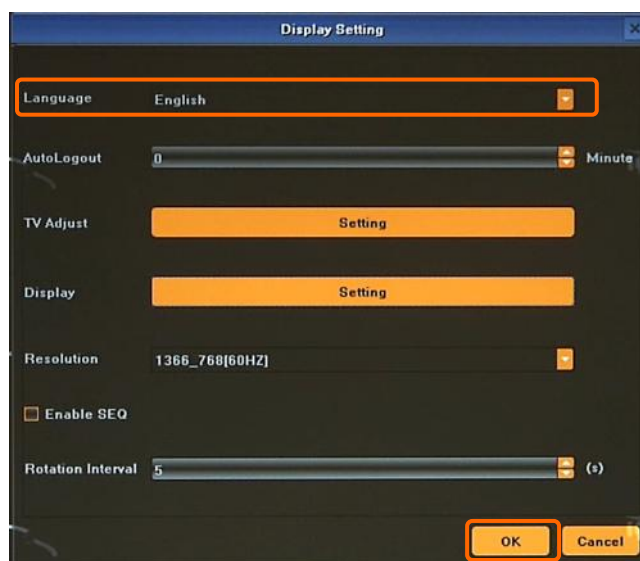 Display Setting
Language English
AutoLogout 0 Minute
TV Adjust Setting
Display Setting
Resolution 1366_768[60HZ]
Enable SEQ
Rotation Interval 5 (s)
OK Cancel